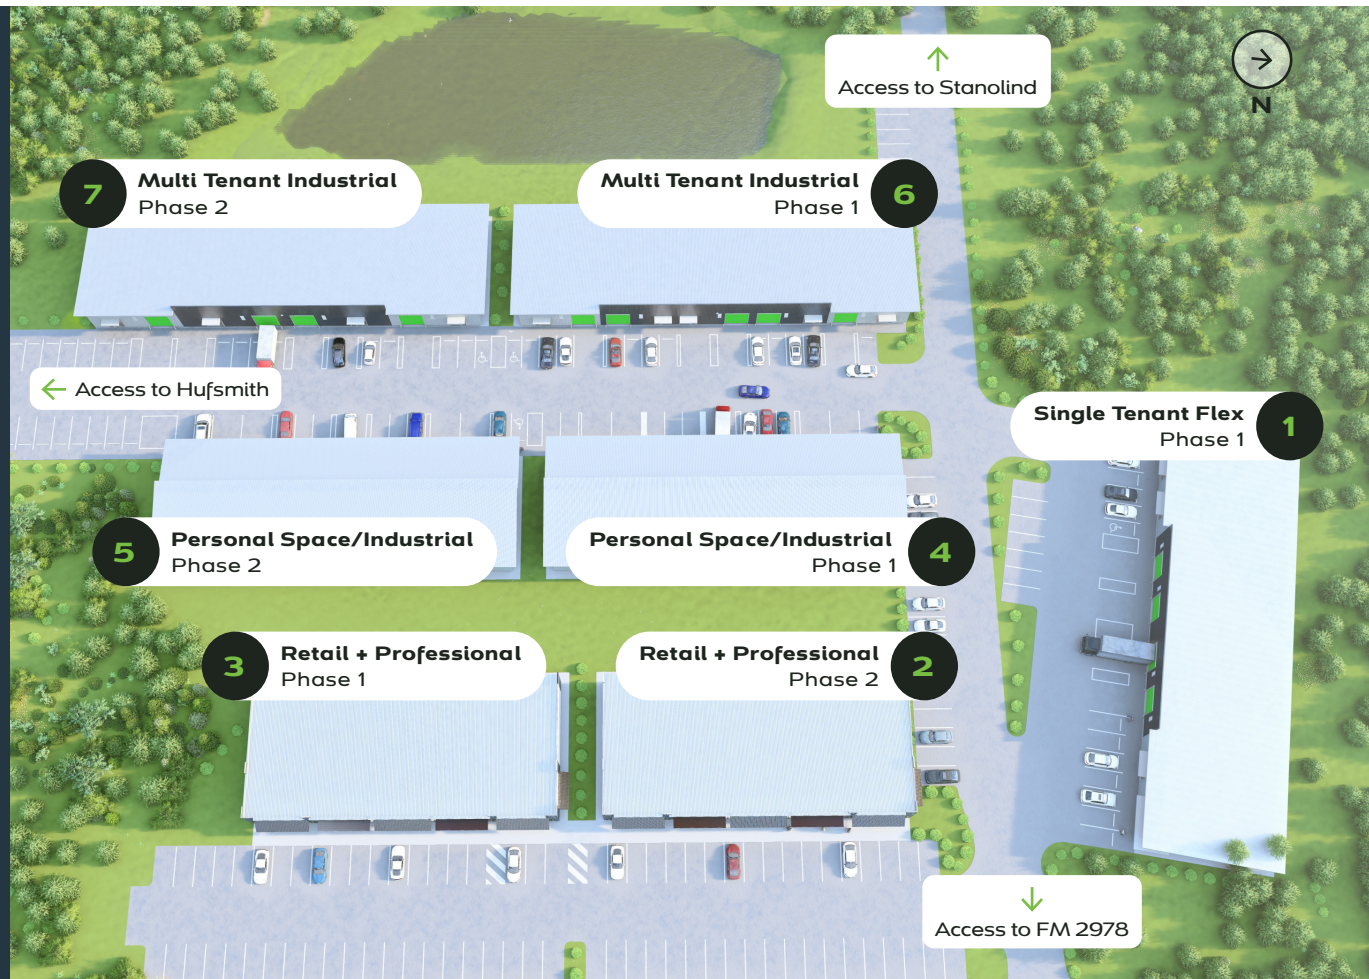 ↑
Access to Stanolind
→
N
7
Multi Tenant Industrial
Phase 2
Multi Tenant Industrial
Phase 1
6
← Access to Hufsmith
Single Tenant Flex
Phase 1
1
5
Personal Space/Industrial
Phase 2
Personal Space/Industrial
Phase 1
4
3
Retail + Professional
Phase 1
Retail + Professional
Phase 2
2
↓
Access to FM 2978